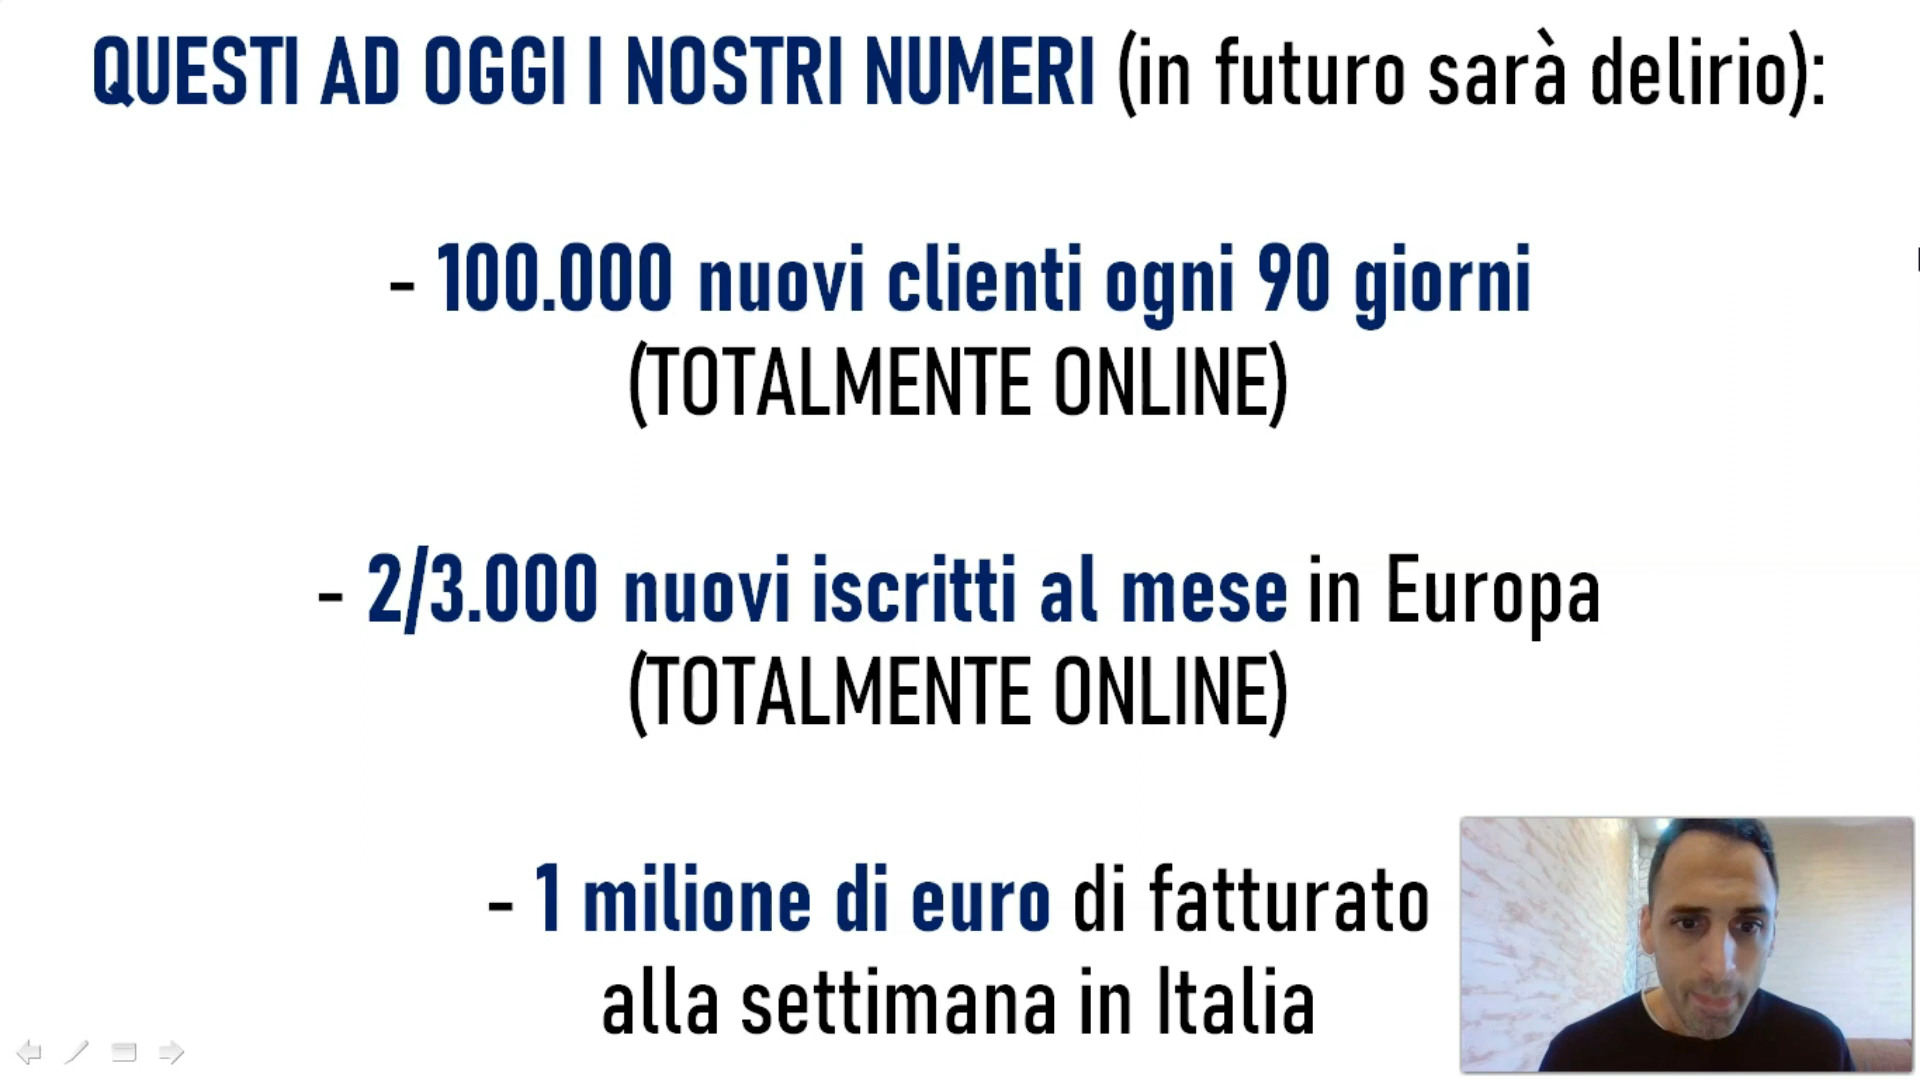 QUESTI AD OGGI I NOSTRI NUMERI (in futuro sarà delirio):
- 100.000 nuovi clienti ogni 90 giorni
(TOTALMENTE ONLINE)
- 2/3.000 nuovi iscritti al mese in Europa
(TOTALMENTE ONLINE)
- 1 milione di euro di fatturato
alla settimana in Italia